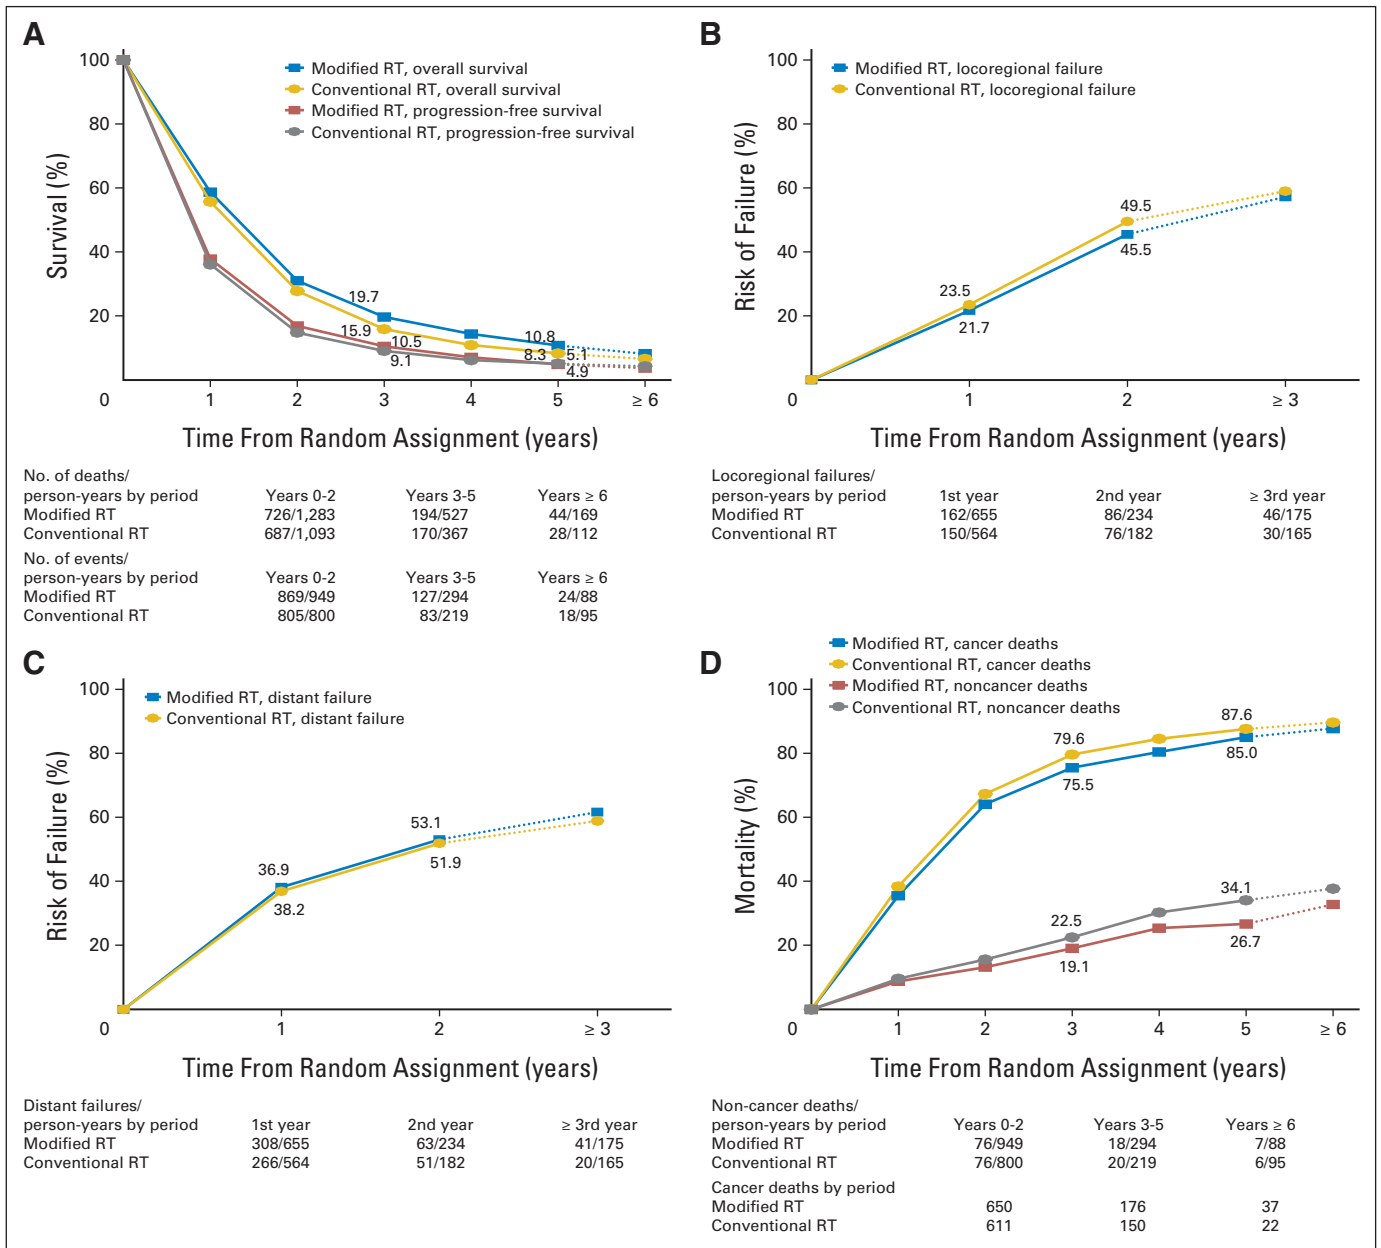 A
100
80
60
40
20
0
1
2
3
4
5
≥ 6
Survival (%)
Time From Random Assignment (years)
Modified RT, overall survival
Conventional RT, overall survival
Modified RT, progression-free survival
Conventional RT, progression-free survival
19.7
15.9
10.5
9.1
10.8
8.3
5.1
4.9
No. of deaths/
person-years by period Years 0-2 Years 3-5 Years ≥ 6
Modified RT 726/1,283 194/527 44/169
Conventional RT 687/1,093 170/367 28/112
No. of events/
person-years by period Years 0-2 Years 3-5 Years ≥ 6
Modified RT 869/949 127/294 24/88
Conventional RT 805/800 83/219 18/95
B
100
80
60
40
20
0
1
2
≥ 3
Risk of Failure (%)
Time From Random Assignment (years)
Modified RT, locoregional failure
Conventional RT, locoregional failure
23.5
21.7
49.5
45.5
Locoregional failures/
person-years by period 1st year 2nd year ≥ 3rd year
Modified RT 162/655 86/234 46/175
Conventional RT 150/564 76/182 30/165
C
100
80
60
40
20
0
1
2
≥ 3
Risk of Failure (%)
Time From Random Assignment (years)
Modified RT, distant failure
Conventional RT, distant failure
36.9
38.2
53.1
51.9
Distant failures/
person-years by period 1st year 2nd year ≥ 3rd year
Modified RT 308/655 63/234 41/175
Conventional RT 266/564 51/182 20/165
D
Modified RT, cancer deaths
Conventional RT, cancer deaths
Modified RT, noncancer deaths
Conventional RT, noncancer deaths
100
80
60
40
20
0
1
2
3
4
5
≥ 6
Mortality (%)
Time From Random Assignment (years)
79.6
75.5
87.6
85.0
22.5
19.1
34.1
26.7
Non-cancer deaths/
person-years by period Years 0-2 Years 3-5 Years ≥ 6
Modified RT 76/949 18/294 7/88
Conventional RT 76/800 20/219 6/95
Cancer deaths by period
Modified RT 650 176 37
Conventional RT 611 150 22